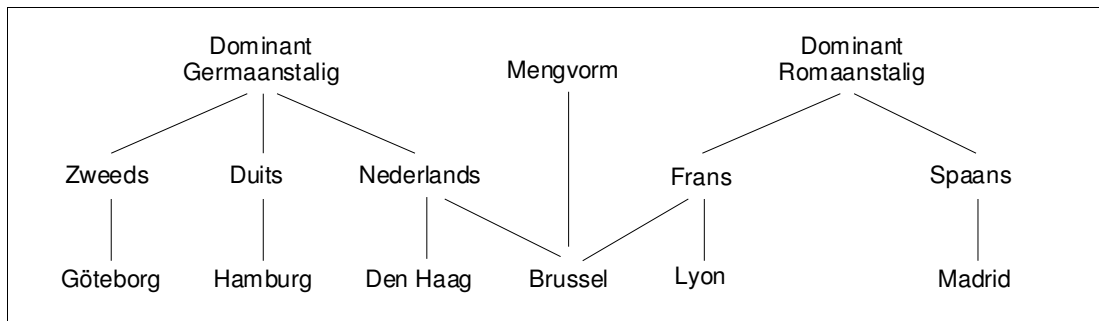 Dominant
Germaanstalig
Mengvorm
Dominant
Romaanstalig
Zweeds
Duits
Nederlands
Frans
Spaans
Göteborg
Hamburg
Den Haag
Brussel
Lyon
Madrid